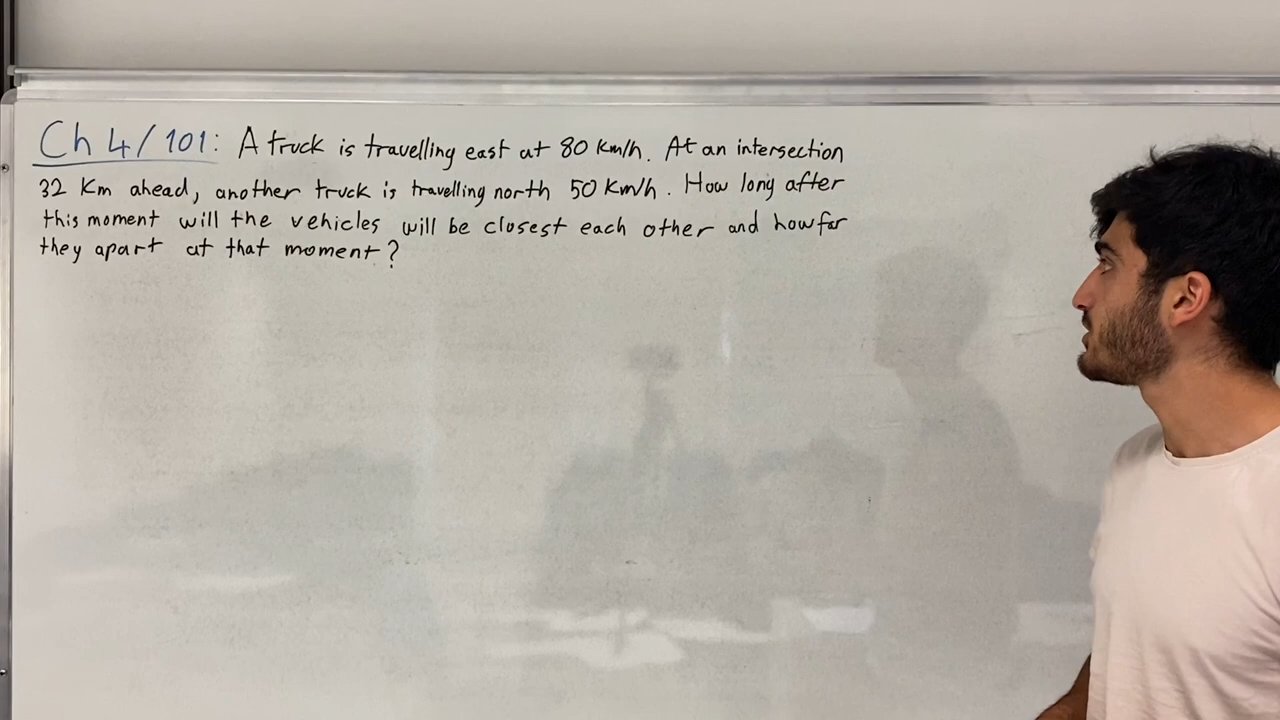 Ch 4/101: A truck is travelling east at 80 Km/h. At an intersection
32 Km ahead, another truck is travelling north 50 Km/h. How long after
this moment will the vehicles will be closest each other and how far
they apart at that moment?